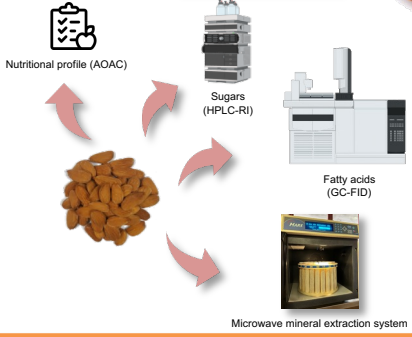 Nutritional profile (AOAC)
Sugars
(HPLC-RI)
Fatty acids
(GC-FID)
Microwave mineral extraction system